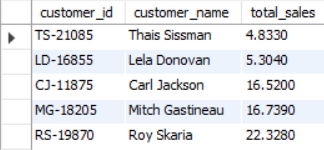 customer_id customer_name total_sales
TS-21085 Thais Sissman 4.8330
LD-16855 Lela Donovan 5.3040
CJ-11875 Carl Jackson 16.5200
MG-18205 Mitch Gastineau 16.7390
RS-19870 Roy Skaria 22.3280